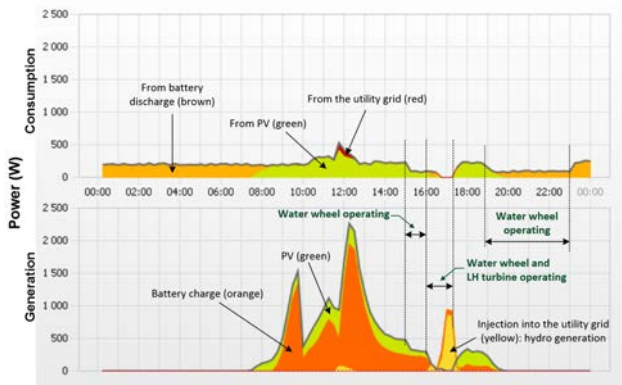 Power (W)
Consumption
2 500
2 000
1 500
1 000
500
0
From battery
discharge (brown)
From PV (green)
From the utility grid (red)
00:00 02:00 04:00 06:00 08:00 10:00 12:00 14:00 16:00 18:00 20:00 22:00 00:00
Generation
2 500
2 000
1 500
1 000
500
0
Water wheel operating
Water wheel
operating
PV (green)
Water wheel and
LH turbine operating
Battery charge (orange)
Injection into the utility grid
(yellow): hydro generation